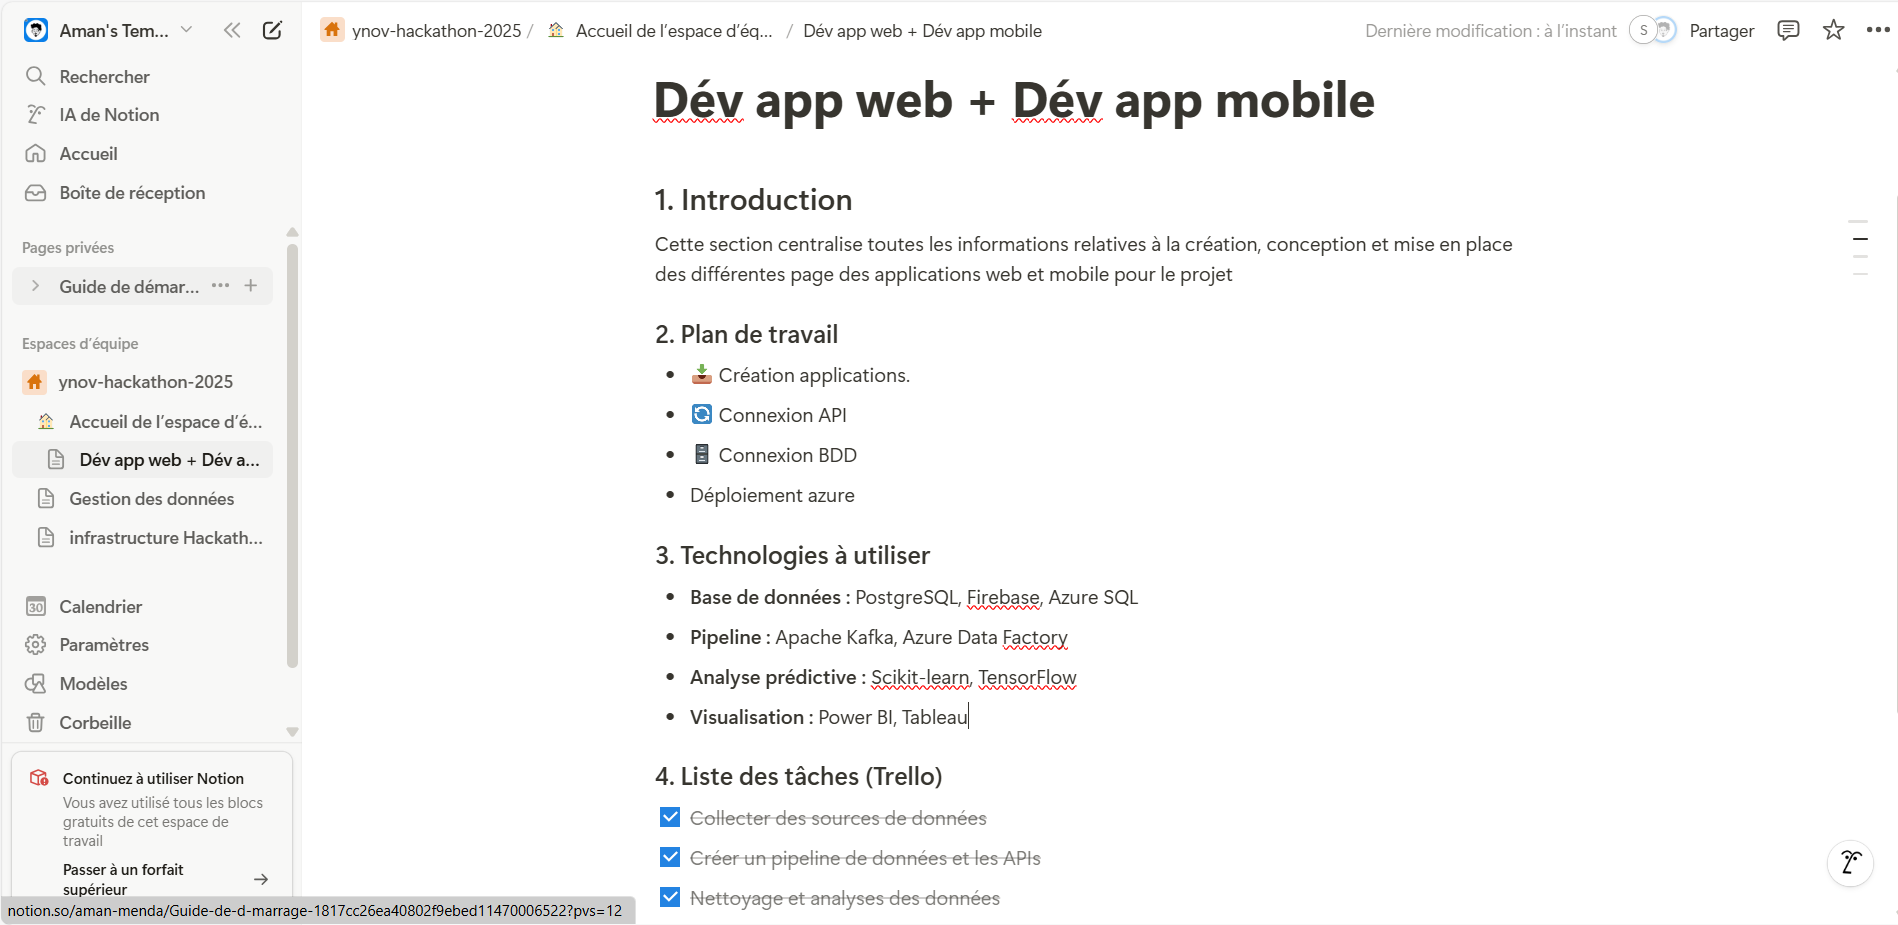 Aman's Tem...
Rechercher
IA de Notion
Accueil
Boîte de réception
Pages privées
Guide de démar...
Espaces d'équipe
ynov-hackathon-2025
Accueil de l'espace d'é...
Dév app web + Dév a...
Gestion des données
infrastructure Hackath...
30 Calendrier
Paramètres
Modèles
Corbeille
Continuez à utiliser Notion
Vous avez utilisé tous les blocs
gratuits de cet espace de
travail
Passer à un forfait
supérieur
notion.so/aman-menda/Guide-de-d-marrage-1817cc26ea40802f9ebed11470006522?pvs=12
ynov-hackathon-2025 / Accueil de l'espace d'éq... / Dév app web + Dév app mobile
Dernière modification : à l'instant S Partager
Dév app web + Dév app mobile
1. Introduction
Cette section centralise toutes les informations relatives à la création, conception et mise en place
des différentes page des applications web et mobile pour le projet
2. Plan de travail
• Création applications.
• Connexion API
• Connexion BDD
• Déploiement azure
3. Technologies à utiliser
• Base de données : PostgreSQL, Firebase, Azure SQL
• Pipeline : Apache Kafka, Azure Data Factory
• Analyse prédictive : Scikit-learn, TensorFlow
• Visualisation : Power BI, Tableau
4. Liste des tâches (Trello)
Collecter des sources de données
Créer un pipeline de données et les APIs
Nettoyage et analyses des données